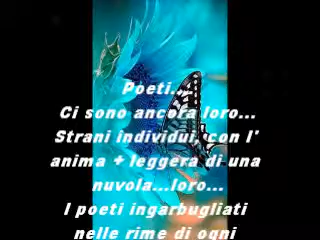 Poeti...
Ci sono ancora loro...
Strani individui, con l'
anima + leggera di una
nuvola...loro...
I poeti ingarbugliati
nelle rime di ogni